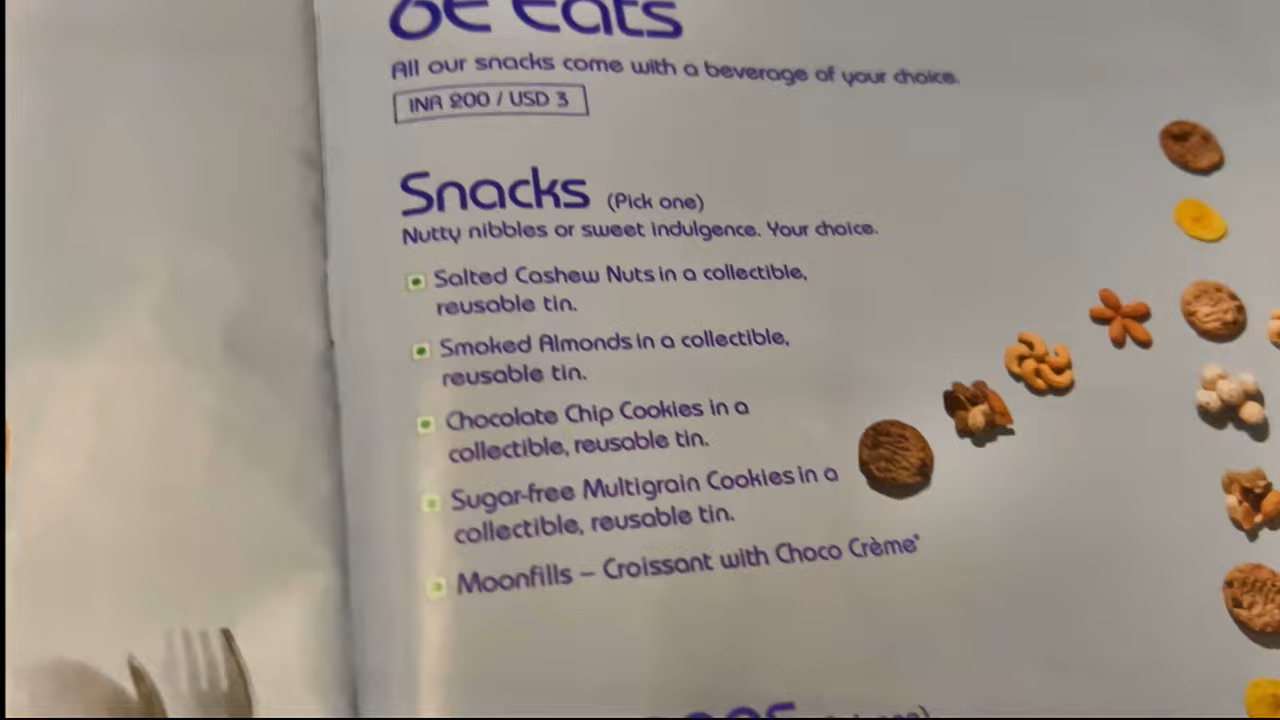 6E Eats
All our snacks come with a beverage of your choice.
INR 200 / USD 3
Snacks (Pick one)
Nutty nibbles or sweet indulgence. Your choice.
Salted Cashew Nuts in a collectible,
reusable tin.
Smoked Almonds in a collectible,
reusable tin.
Chocolate Chip Cookies in a
collectible, reusable tin.
Sugar-free Multigrain Cookies in a
collectible, reusable tin.
Moonfills – Croissant with Choco Crème*